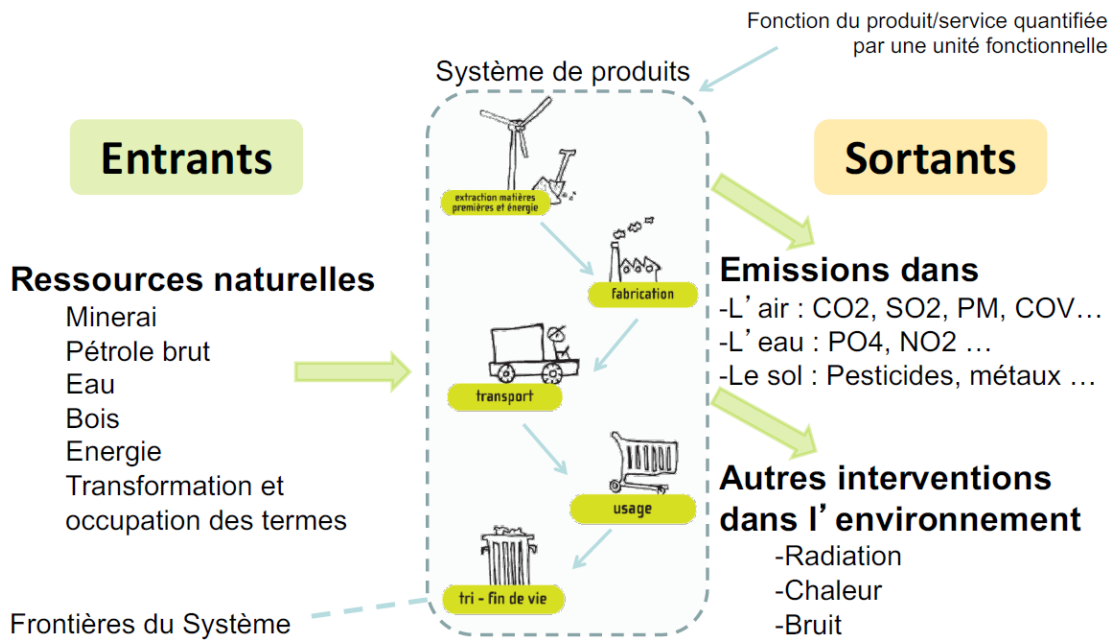 Fonction du produit/service quantifiée
par une unité fonctionnelle
Système de produits
Entrants
Sortants
extraction matières
premières et énergie
fabrication
transport
usage
tri - fin de vie
Ressources naturelles
Minerai
Pétrole brut
Eau
Bois
Energie
Transformation et
occupation des termes
Emissions dans
-L' air : CO2, SO2, PM, COV…
-L' eau : PO4, NO2 …
-Le sol : Pesticides, métaux …
Autres interventions
dans l' environnement
-Radiation
-Chaleur
-Bruit
Frontières du Système